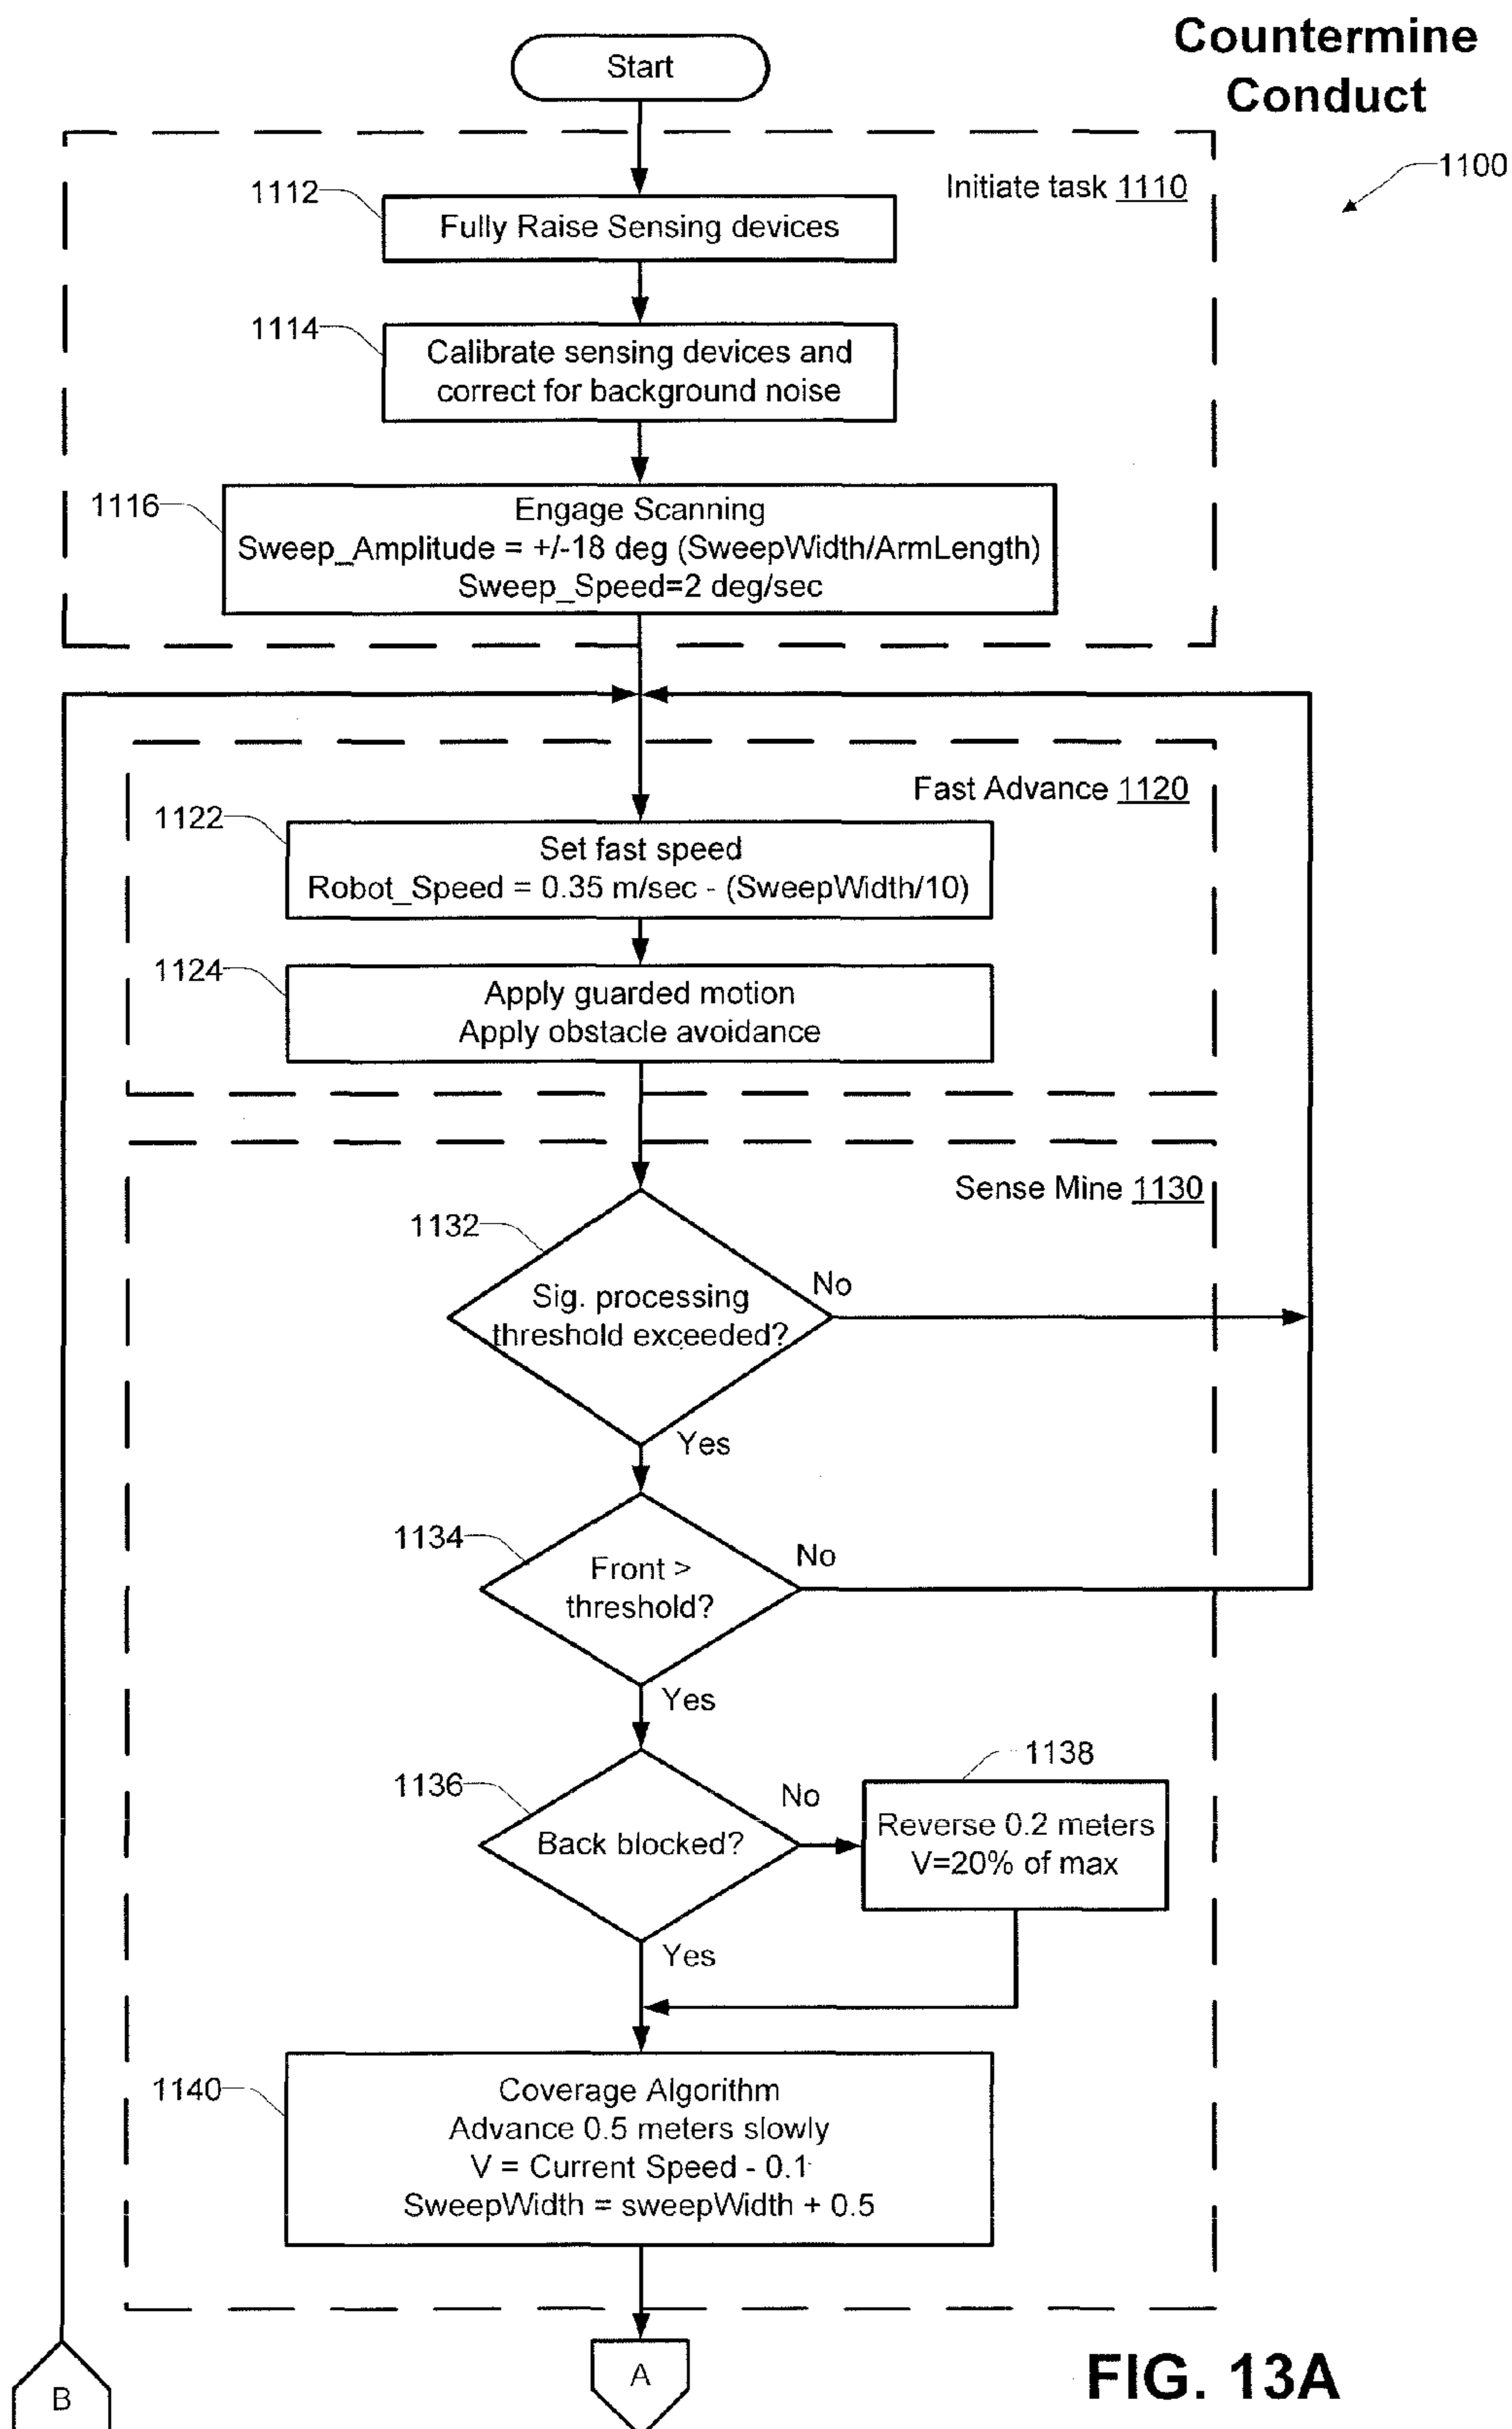 Countermine
Conduct
1100
Start
Initiate task 1110
1112
Fully Raise Sensing devices
1114
Calibrate sensing devices and
correct for background noise
1116
Engage Scanning
Sweep_Amplitude = +/-18 deg (SweepWidth/ArmLength)
Sweep_Speed=2 deg/sec
Fast Advance 1120
1122
Set fast speed
Robot_Speed = 0.35 m/sec - (SweepWidth/10)
1124
Apply guarded motion
Apply obstacle avoidance
Sense Mine 1130
1132
Sig. processing
threshold exceeded?
No
Yes
1134
Front >
threshold?
No
Yes
1136
Back blocked?
No
1138
Reverse 0.2 meters
V=20% of max
Yes
1140
Coverage Algorithm
Advance 0.5 meters slowly
V = Current Speed - 0.1
SweepWidth = sweepWidth + 0.5
B
A
FIG. 13A